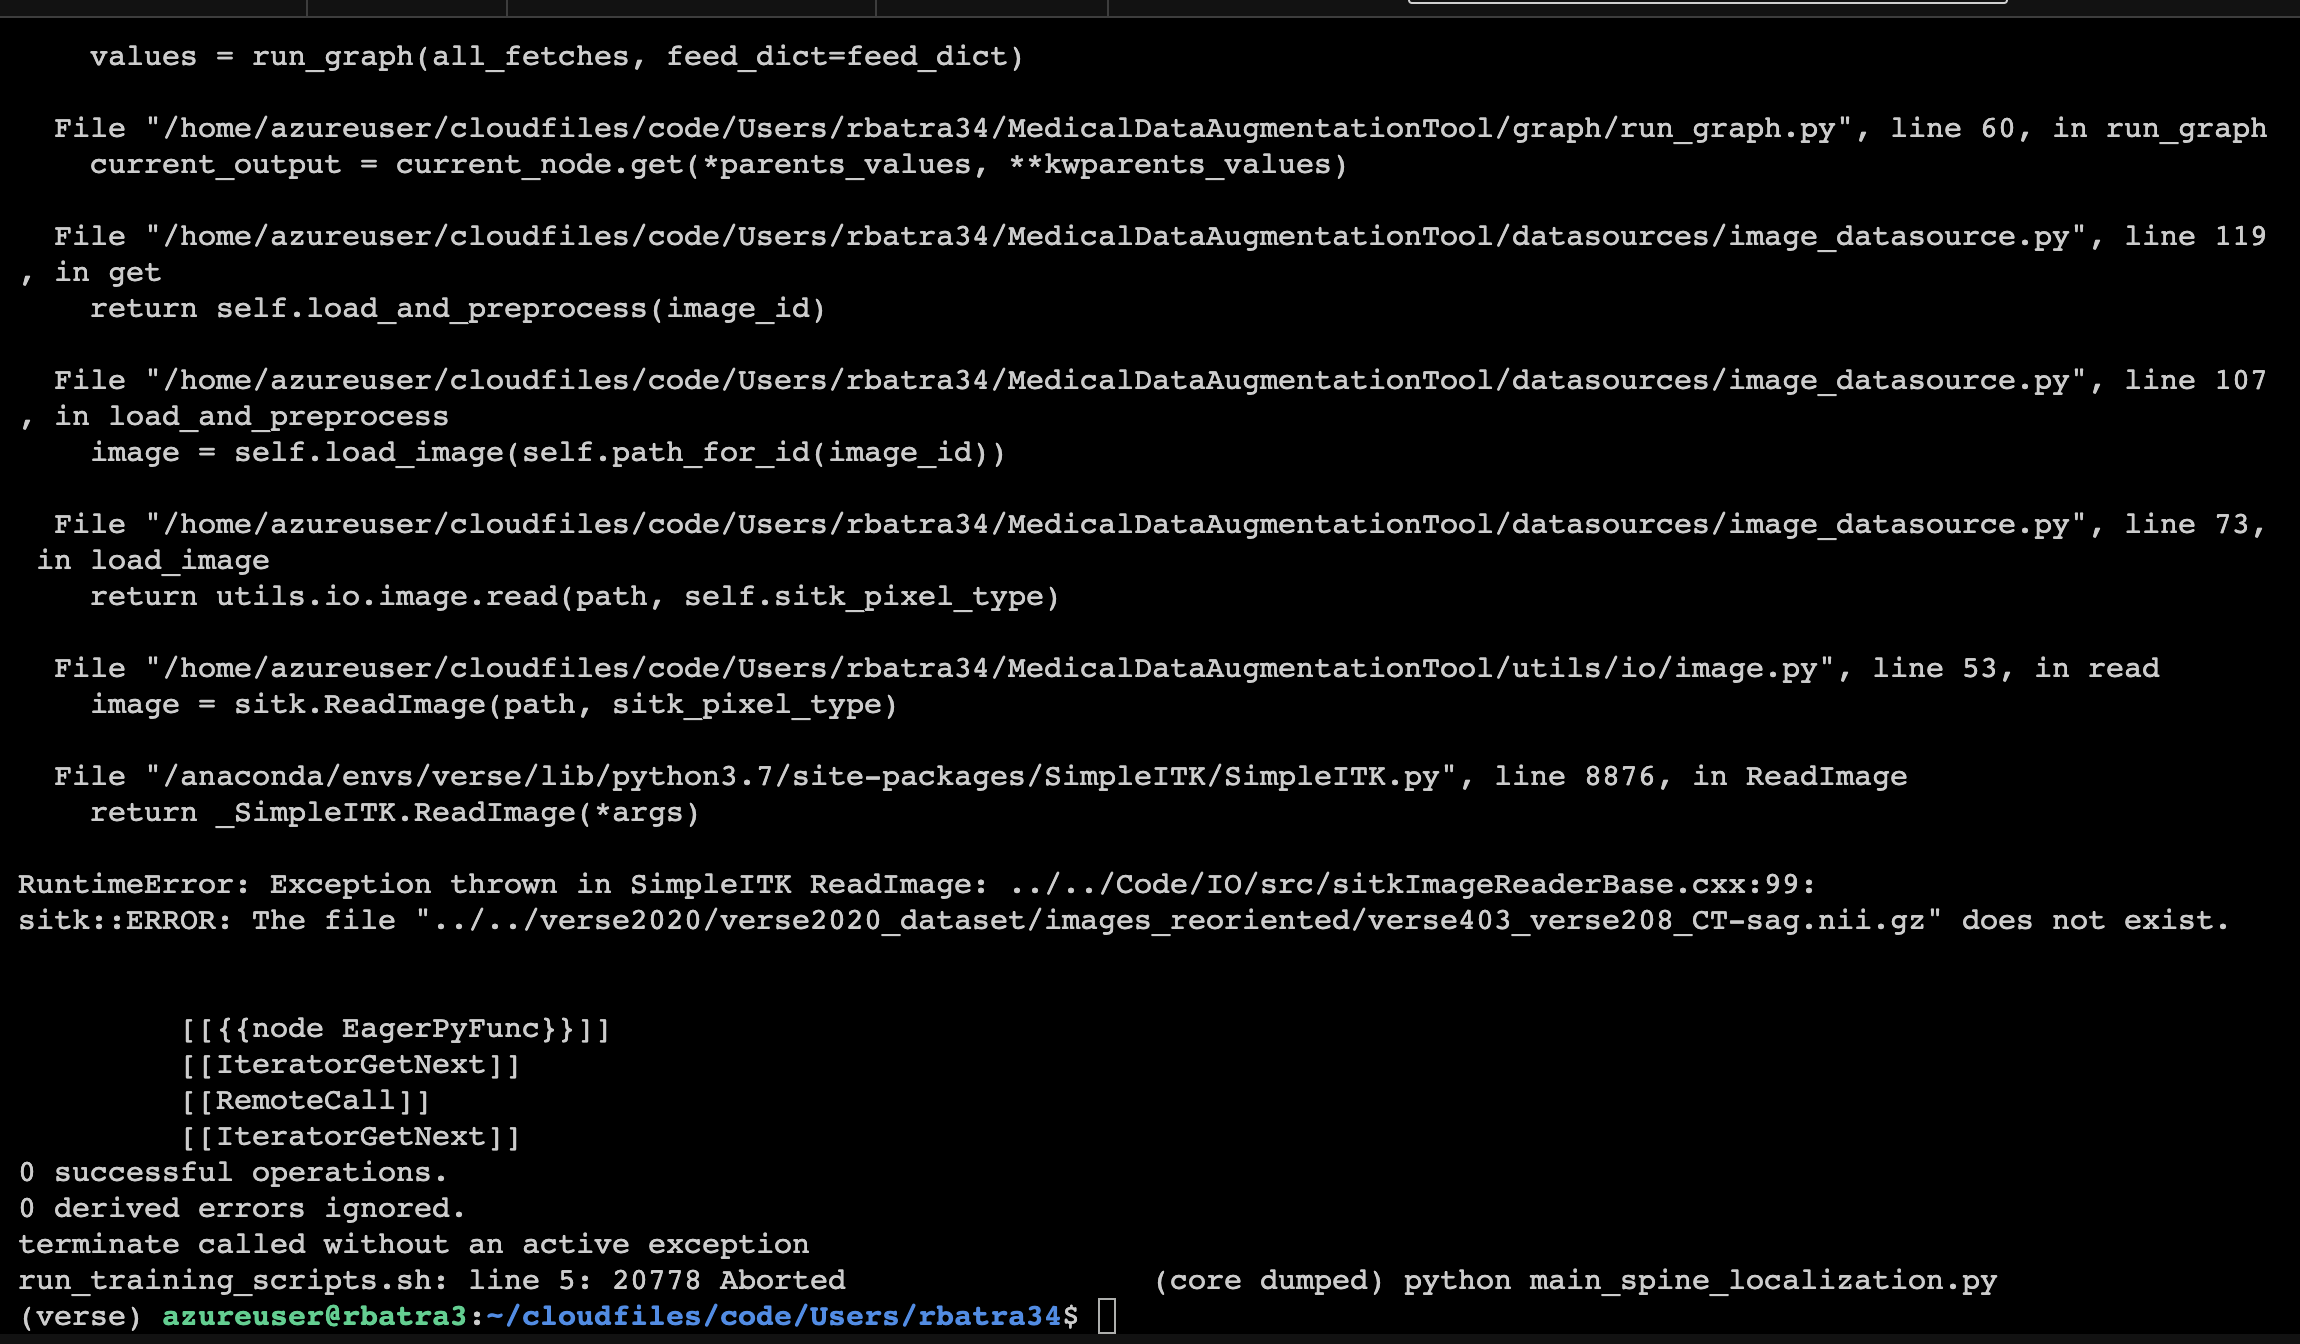 values = run_graph(all_fetches, feed_dict=feed_dict)
File "/home/azureuser/cloudfiles/code/Users/rbatra34/MedicalDataAugmentationTool/graph/run_graph.py", line 60, in run_graph
current_output = current_node.get(*parents_values, **kwparents_values)
File "/home/azureuser/cloudfiles/code/Users/rbatra34/MedicalDataAugmentationTool/datasources/image_datasource.py", line 119
, in get
return self.load_and_preprocess(image_id)
File "/home/azureuser/cloudfiles/code/Users/rbatra34/MedicalDataAugmentationTool/datasources/image_datasource.py", line 107
, in load_and_preprocess
image = self.load_image(self.path_for_id(image_id))
File "/home/azureuser/cloudfiles/code/Users/rbatra34/MedicalDataAugmentationTool/datasources/image_datasource.py", line 73,
in load_image
return utils.io.image.read(path, self.sitk_pixel_type)
File "/home/azureuser/cloudfiles/code/Users/rbatra34/MedicalDataAugmentationTool/utils/io/image.py", line 53, in read
image = sitk.ReadImage(path, sitk_pixel_type)
File "/anaconda/envs/verse/lib/python3.7/site-packages/SimpleITK/SimpleITK.py", line 8876, in ReadImage
return _SimpleITK.ReadImage(*args)
RuntimeError: Exception thrown in SimpleITK ReadImage: ../../Code/IO/src/sitkImageReaderBase.cxx:99:
sitk::ERROR: The file "../../verse2020/verse2020_dataset/images_reoriented/verse403_verse208_CT-sag.nii.gz" does not exist.
[[{{node EagerPyFunc}}]]
[[IteratorGetNext]]
[[RemoteCall]]
[[IteratorGetNext]]
0 successful operations.
0 derived errors ignored.
terminate called without an active exception
run_training_scripts.sh: line 5: 20778 Aborted                 (core dumped) python main_spine_localization.py
(verse) azureuser@rbatra3:~/cloudfiles/code/Users/rbatra34$